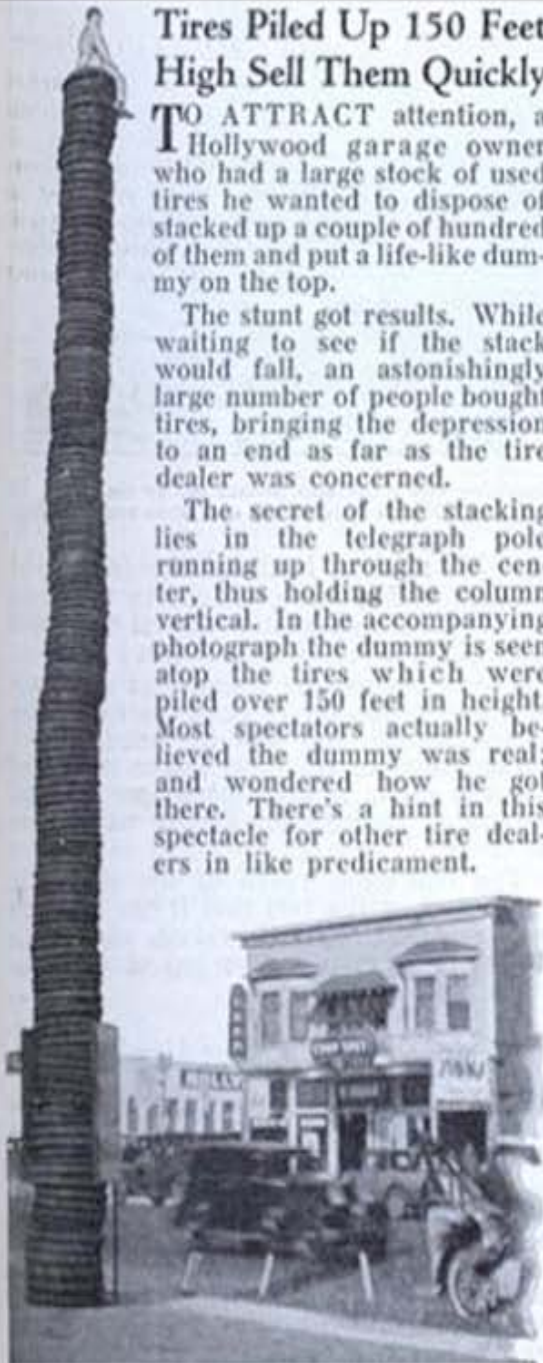 Tires Piled Up 150 Feet
High Sell Them Quickly
TO ATTRACT attention, a
Hollywood garage owner
who had a large stock of used
tires he wanted to dispose of
stacked up a couple of hundred
of them and put a life-like dum-
my on the top.
The stunt got results. While
waiting to see if the stack
would fall, an astonishingly
large number of people bought
tires, bringing the depression
to an end as far as the tire
dealer was concerned.
The secret of the stacking
lies in the telegraph pole
running up through the cen-
ter, thus holding the column
vertical. In the accompanying
photograph the dummy is seen
atop the tires which were
piled over 150 feet in height.
Most spectators actually be-
lieved the dummy was real;
and wondered how he got
there. There's a hint in this
spectacle for other tire deal-
ers in like predicament.
HOLLY